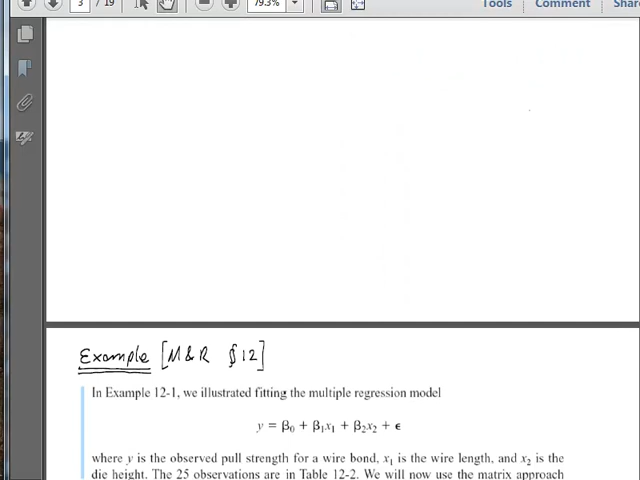 3 / 19
79.3%
Tools
Comment
Shar
Example [M&R §12]
In Example 12-1, we illustrated fitting the multiple regression model
y = β₀ + β₁x₁ + β₂x₂ + ϵ
where y is the observed pull strength for a wire bond, x₁ is the wire length, and x₂ is the
die height. The 25 observations are in Table 12-2. We will now use the matrix approach